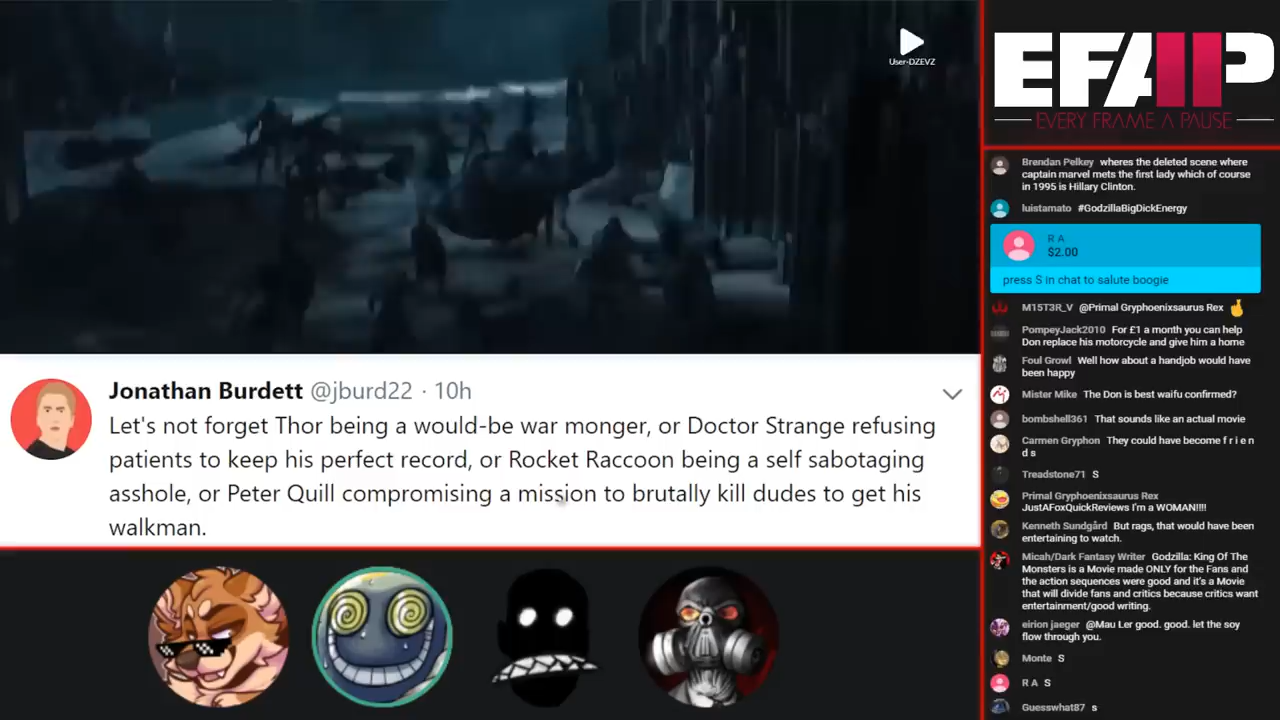 User-DZEVZ
EFAP
EVERY FRAME A PAUSE
Jonathan Burdett @jburd22 · 10h
Let's not forget Thor being a would-be war monger, or Doctor Strange refusing
patients to keep his perfect record, or Rocket Raccoon being a self sabotaging
asshole, or Peter Quill compromising a mission to brutally kill dudes to get his
walkman.
Brendan Pelkey wheres the deleted scene where
captain marvel mets the first lady which of course
in 1995 is Hillary Clinton.
luistamato #GodzillaBigDickEnergy
R A
$2.00
press S in chat to salute boogie
M15T3R_V @Primal Gryphoenixsaurus Rex
PompeyJack2010 For £1 a month you can help
Don replace his motorcycle and give him a home
Foul Growl Well how about a handjob would have
been happy
Mister Mike The Don is best waifu confirmed?
bombshell361 That sounds like an actual movie
Carmen Gryphon They could have become f r i e n
d s
Treadstone71 S
Primal Gryphoenixsaurus Rex
JustAFoxQuickReviews I'm a WOMAN!!!!
Kenneth Sundgård But rags, that would have been
entertaining to watch.
Micah/Dark Fantasy Writer Godzilla: King Of The
Monsters is a Movie made ONLY for the Fans and
the action sequences were good and it's a Movie
that will divide fans and critics because critics want
entertainment/good writing.
eirion jaeger @Mau Ler good. good. let the soy
flow through you.
Monte S
R A S
Guesswhat87 s